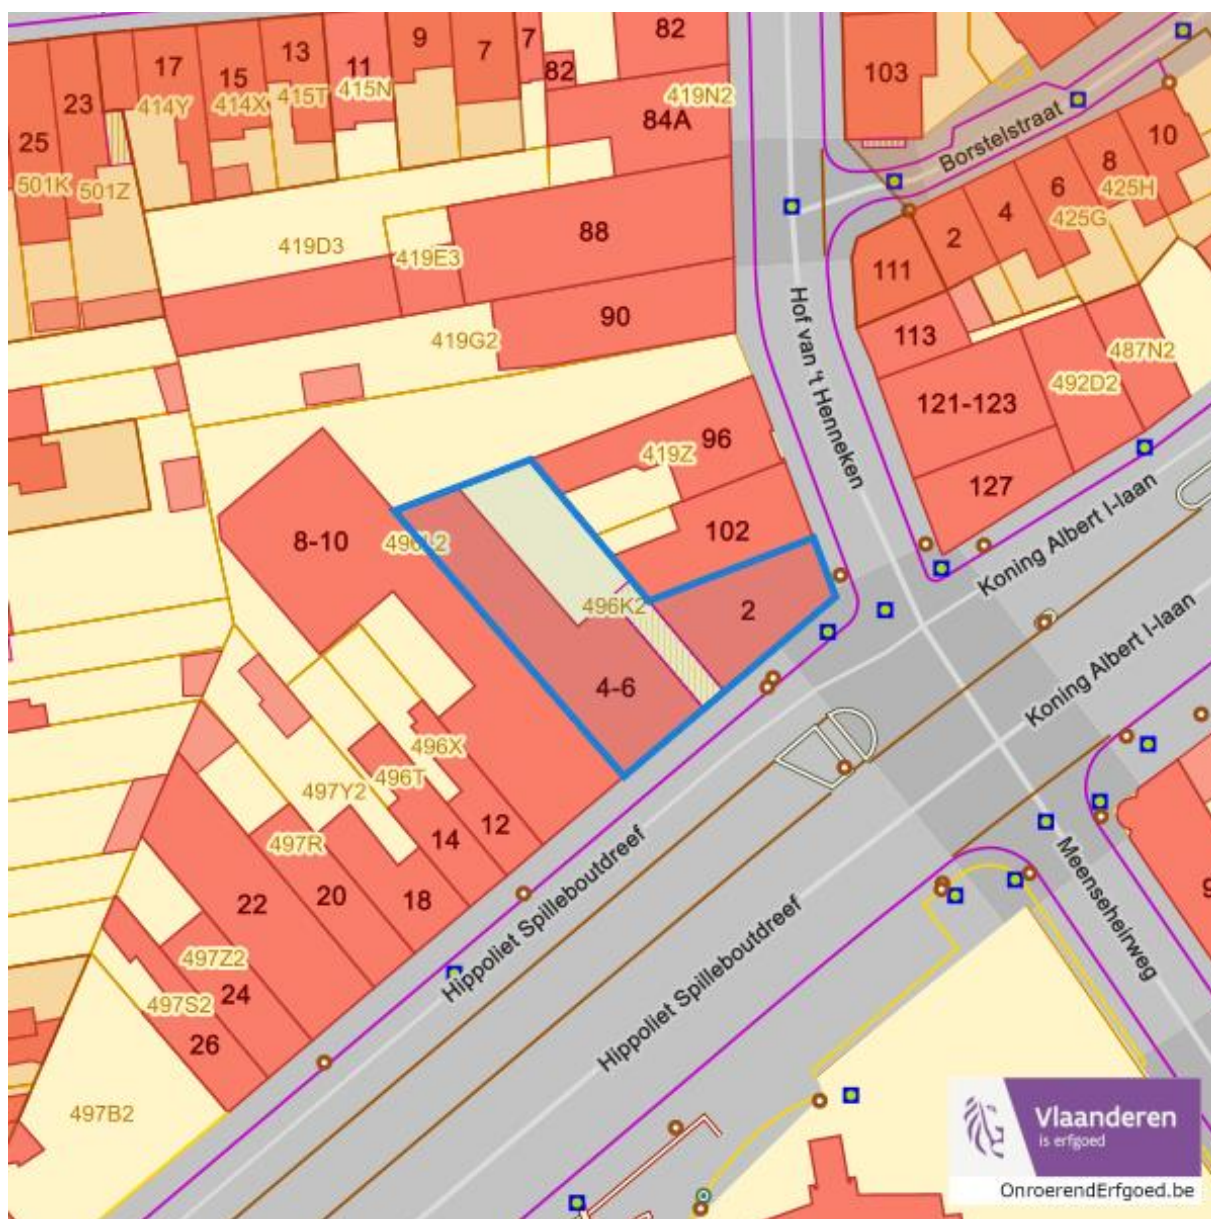 82
9
13
17
7
7
11
15
82
103
23
415N
415T
414X
414Y
419N2
84A
Borstelstraat
10
25
8
501K
501Z
6
425H
4
425G
88
2
419D3
419E3
111
90
113
419G2
487N2
492D2
Hof van 't Henneken
121-123
96
419Z
127
102
8-10
496L2
Koning Albert I-laan
496K2
2
Koning Albert I-laan
4-6
496X
496T
497Y2
12
14
497R
20
18
22
Hippoliet Spilleboutdreef
Meenseheirweg
9
497Z2
24
497S2
26
Hippoliet Spilleboutdreef
497B2
Vlaanderen
is erfgoed
OnroerendErfgoed.be